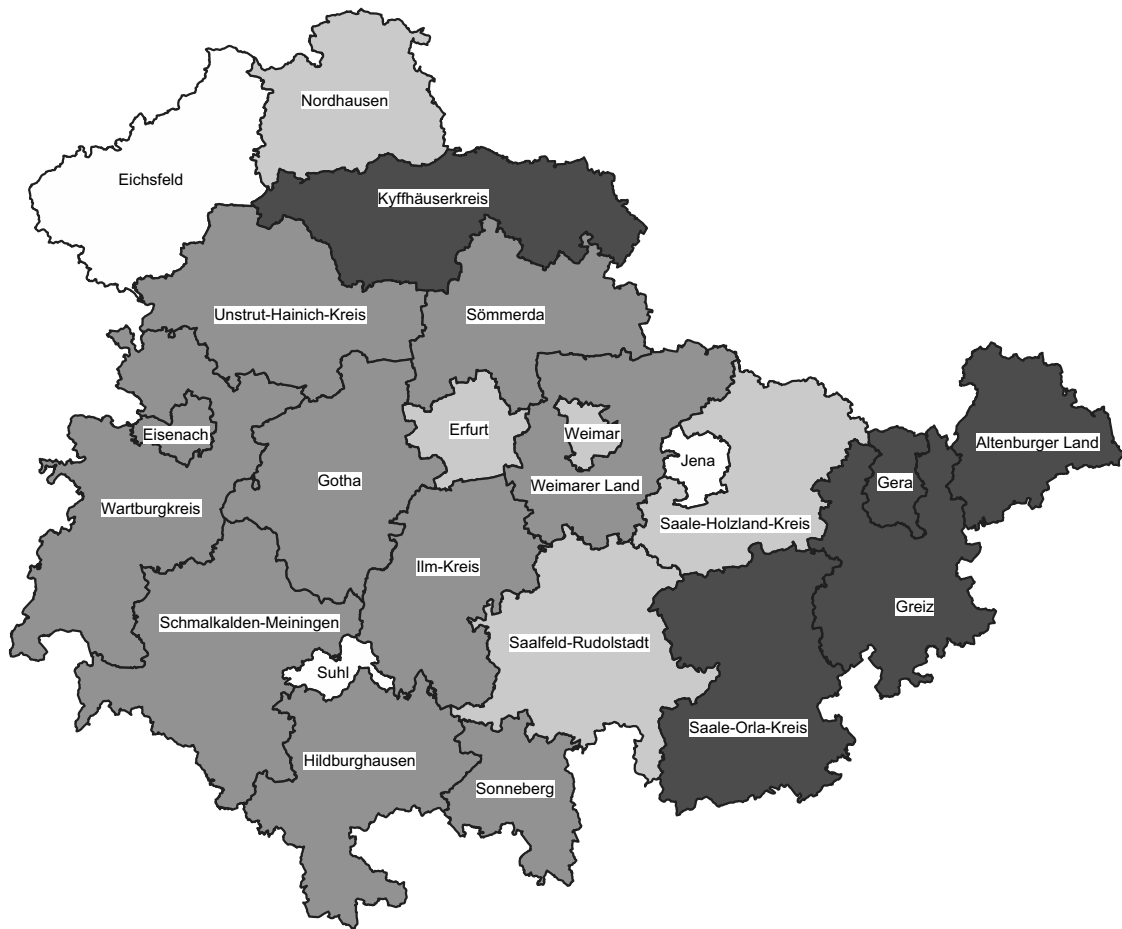 Nordhausen
Eichsfeld
Kyffhäuserkreis
Unstrut-Hainich-Kreis
Sömmerda
Eisenach
Erfurt
Weimar
Altenburger Land
Jena
Gotha
Gera
Weimarer Land
Wartburgkreis
Saale-Holzland-Kreis
Ilm-Kreis
Greiz
Schmalkalden-Meiningen
Saalfeld-Rudolstadt
Suhl
Saale-Orla-Kreis
Hildburghausen
Sonneberg